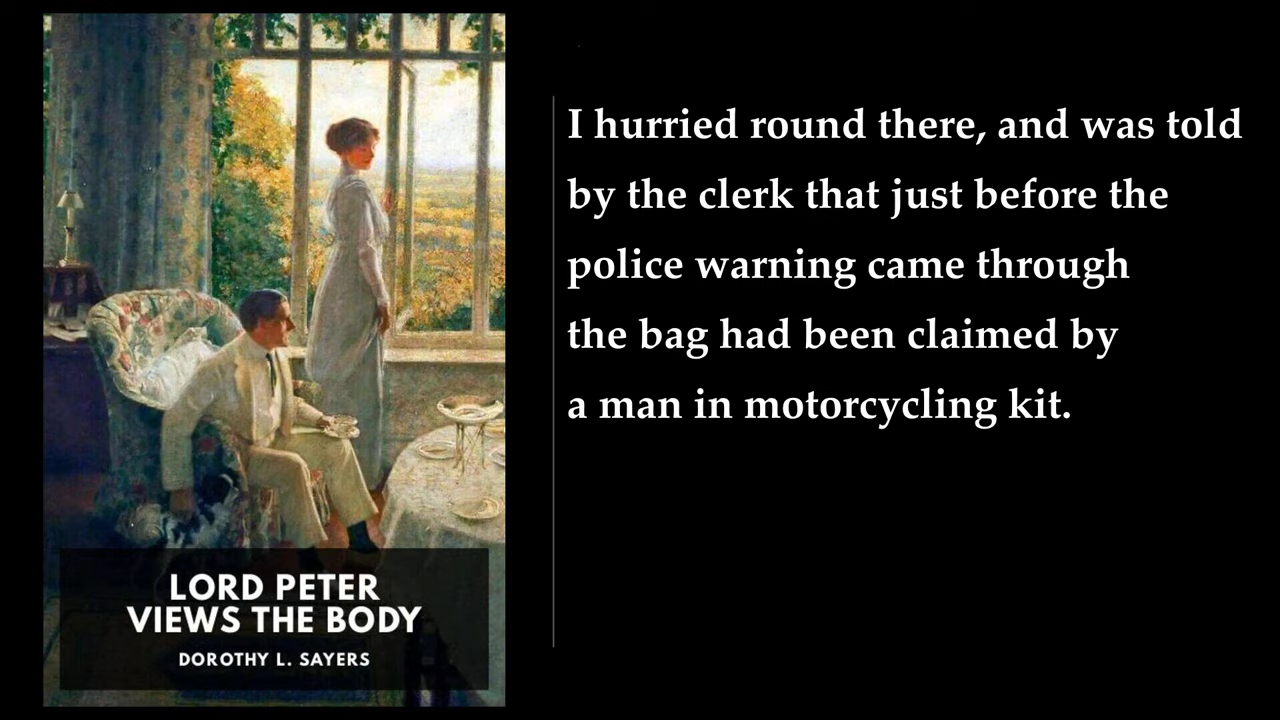 I hurried round there, and was told
by the clerk that just before the
police warning came through
the bag had been claimed by
a man in motorcycling kit.
LORD PETER
VIEWS THE BODY
DOROTHY L. SAYERS